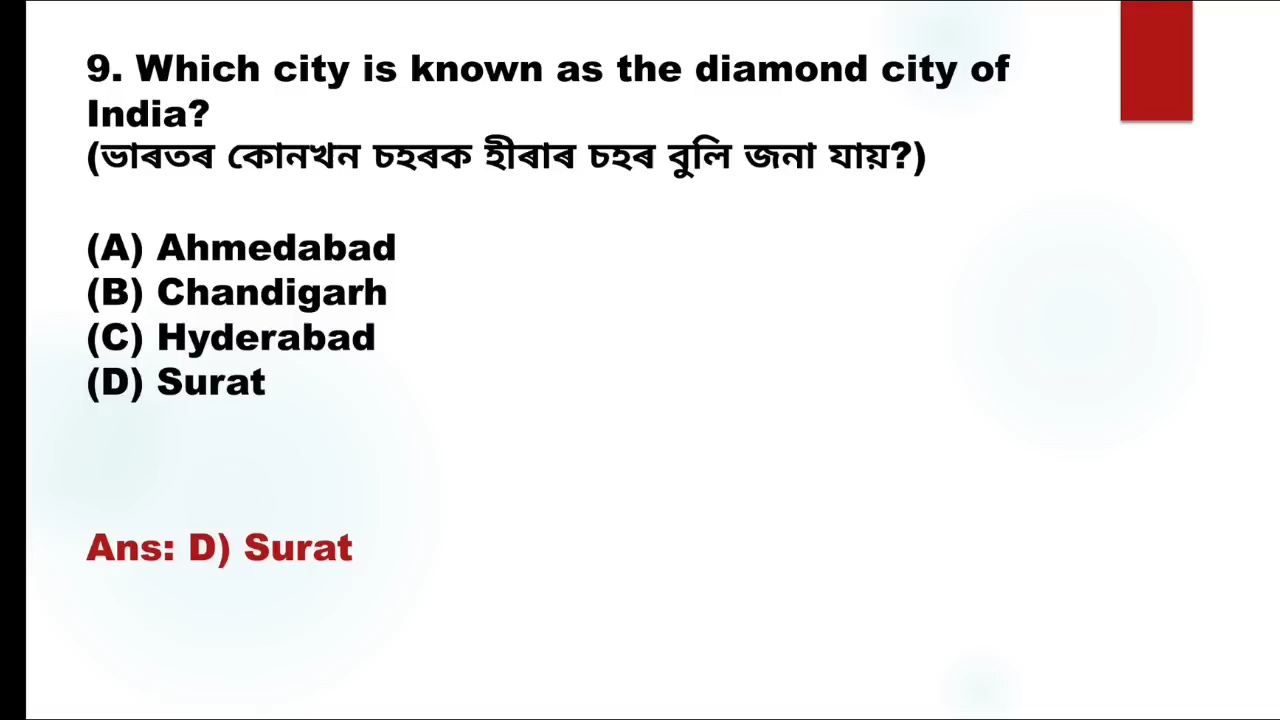 9. Which city is known as the diamond city of
India?
(ভাৰতৰ কোনখন চহৰক হীৰাৰ চহৰ বুলি জনা যায়?)
(A) Ahmedabad
(B) Chandigarh
(C) Hyderabad
(D) Surat
Ans: D) Surat